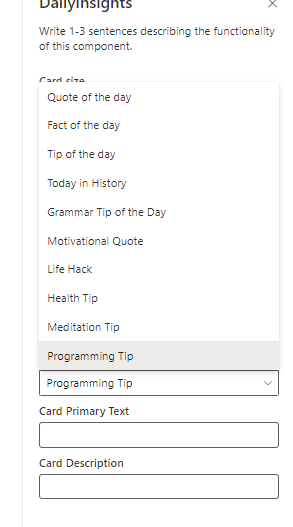 DailyInsights
Write 1-3 sentences describing the functionality
of this component.
Card size
Quote of the day
Fact of the day
Tip of the day
Today in History
Grammar Tip of the Day
Motivational Quote
Life Hack
Health Tip
Meditation Tip
Programming Tip
Programming Tip
Card Primary Text
Card Description